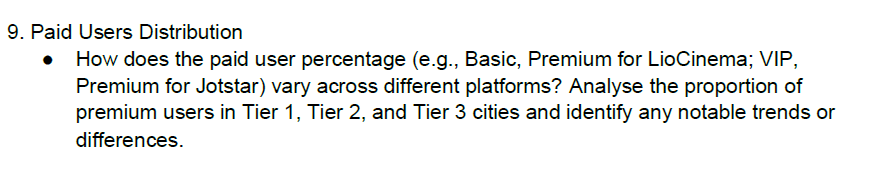 9. Paid Users Distribution
● How does the paid user percentage (e.g., Basic, Premium for LioCinema; VIP,
Premium for Jotstar) vary across different platforms? Analyse the proportion of
premium users in Tier 1, Tier 2, and Tier 3 cities and identify any notable trends or
differences.